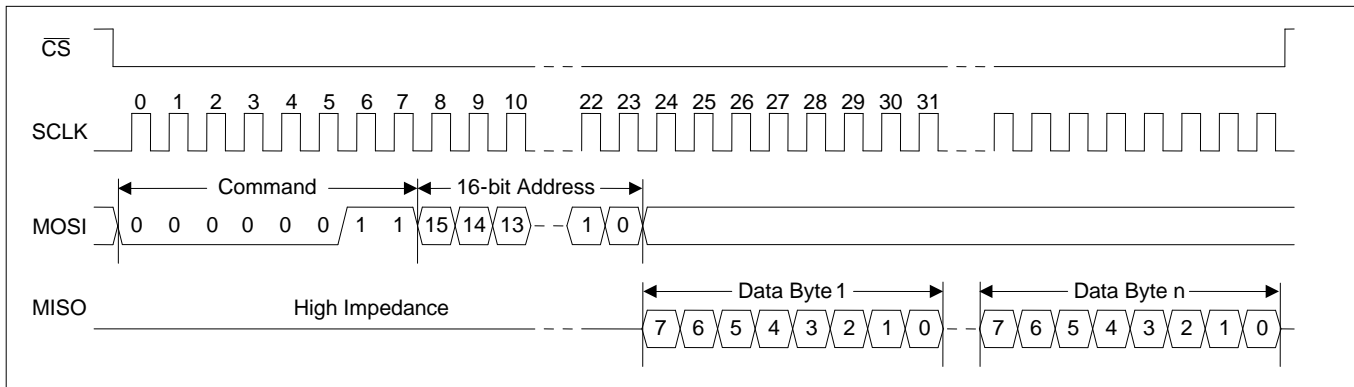 CS
0 1 2 3 4 5 6 7 8 9 10 22 23 24 25 26 27 28 29 30 31
SCLK
Command 16-bit Address
MOSI 0 0 0 0 0 0 1 1 15 14 13 1 0
Data Byte 1 Data Byte n
MISO High Impedance
7 6 5 4 3 2 1 0 7 6 5 4 3 2 1 0